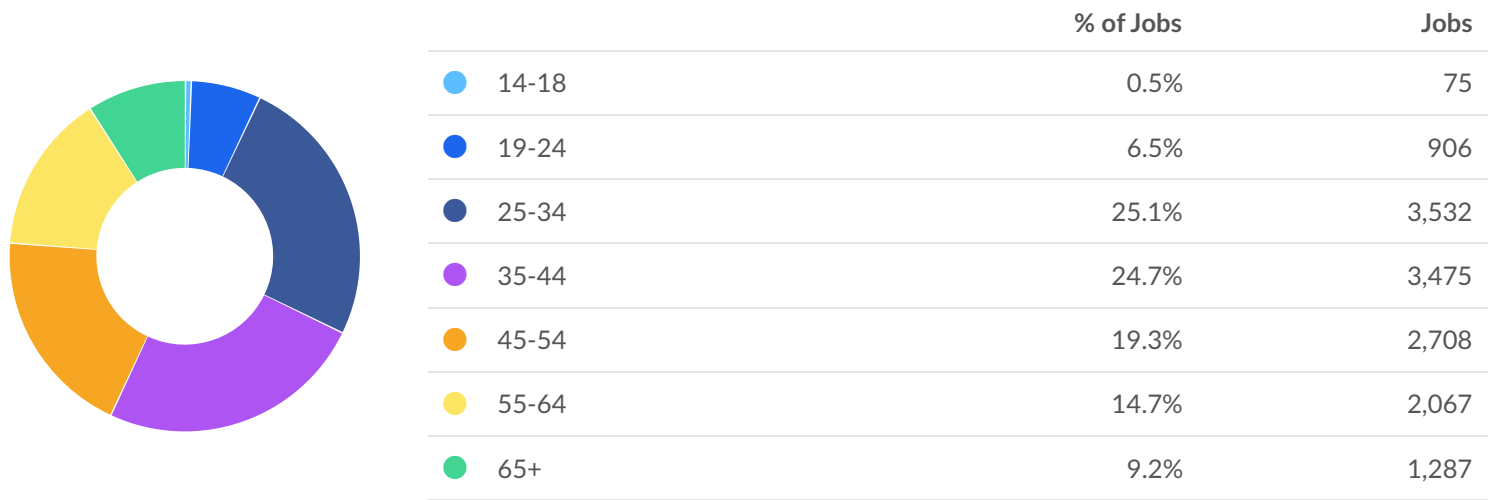 % of Jobs Jobs
14-18 0.5% 75
19-24 6.5% 906
25-34 25.1% 3,532
35-44 24.7% 3,475
45-54 19.3% 2,708
55-64 14.7% 2,067
65+ 9.2% 1,287